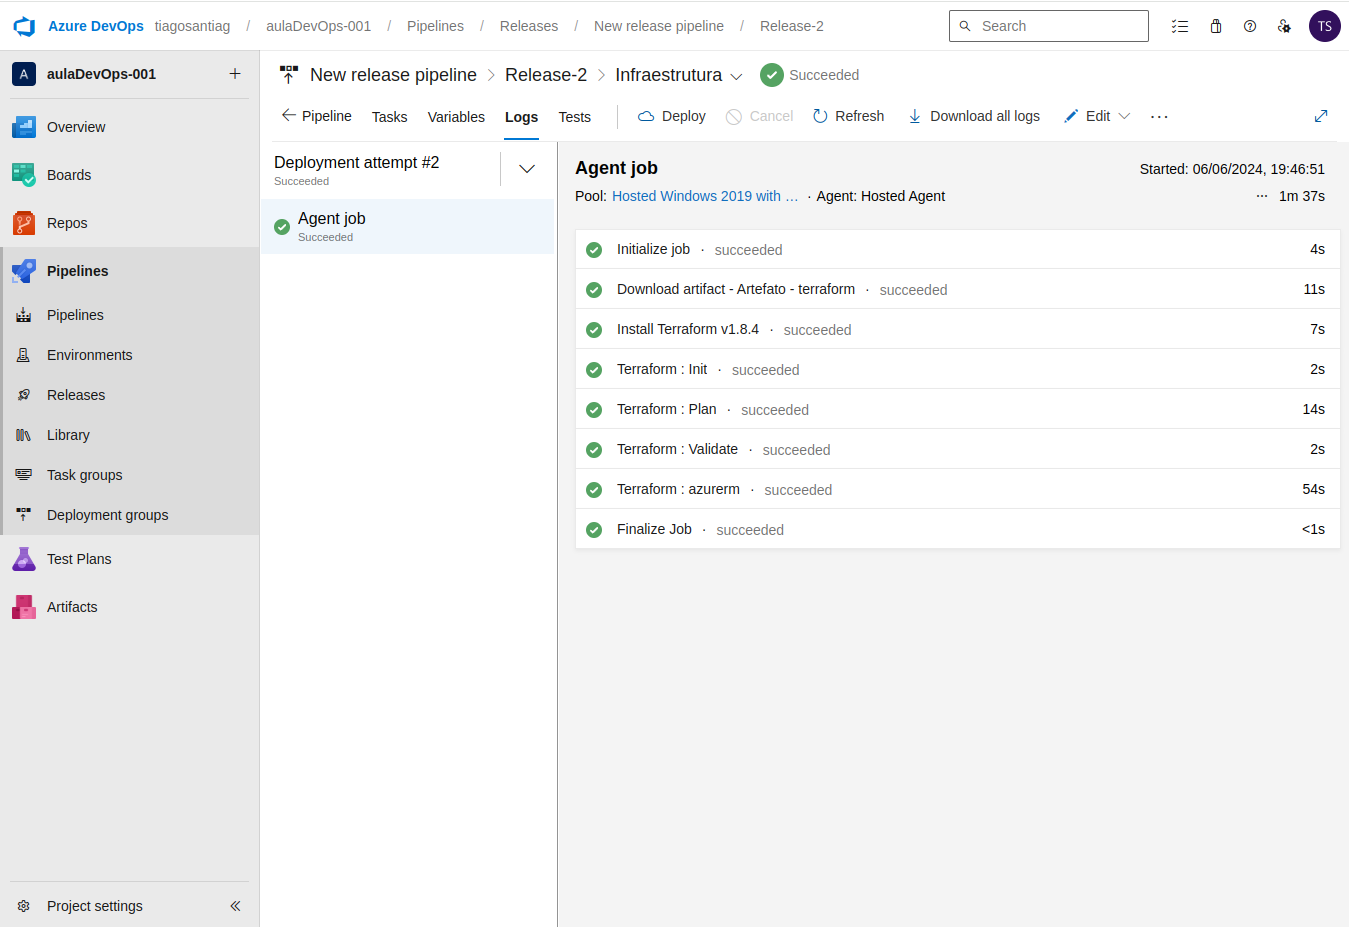 Azure DevOps tiagosantiag / aulaDevOps-001 / Pipelines / Releases / New release pipeline / Release-2
Search
TS
A aulaDevOps-001 +
Overview
Boards
Repos
Pipelines
Pipelines
Environments
Releases
Library
Task groups
Deployment groups
Test Plans
Artifacts
Project settings
New release pipeline > Release-2 > Infraestrutura Succeeded
Pipeline Tasks Variables Logs Tests Deploy Cancel Refresh Download all logs Edit ...
Deployment attempt #2
Succeeded
Agent job
Succeeded
Agent job
Started: 06/06/2024, 19:46:51
Pool: Hosted Windows 2019 with … · Agent: Hosted Agent
... 1m 37s
Initialize job · succeeded 4s
Download artifact - Artefato - terraform · succeeded 11s
Install Terraform v1.8.4 · succeeded 7s
Terraform : Init · succeeded 2s
Terraform : Plan · succeeded 14s
Terraform : Validate · succeeded 2s
Terraform : azurerm · succeeded 54s
Finalize Job · succeeded <1s